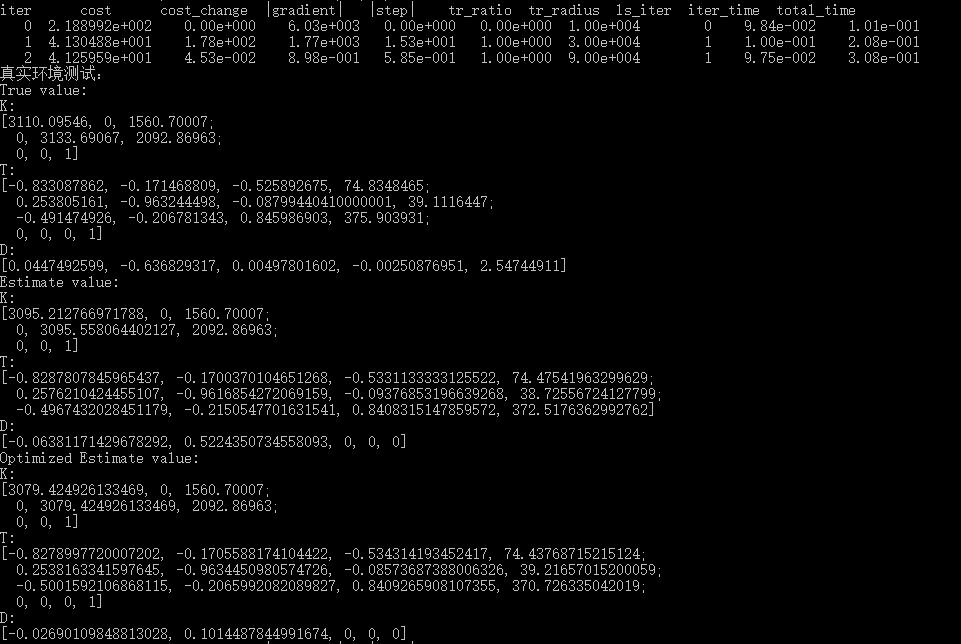 iter cost cost_change |gradient| |step| tr_ratio tr_radius ls_iter iter_time total_time
0 2.188992e+002 0.00e+000 6.03e+003 0.00e+000 0.00e+000 1.00e+004 0 9.84e-002 1.01e-001
1 4.130488e+001 1.78e+002 1.77e+003 1.53e+001 1.00e+000 3.00e+004 1 1.00e-001 2.08e-001
2 4.125959e+001 4.53e-002 8.98e-001 5.85e-001 1.00e+000 9.00e+004 1 9.75e-002 3.08e-001
真实环境测试：
True value:
K:
[3110.09546, 0, 1560.70007;
0, 3133.69067, 2092.86963;
0, 0, 1]
T:
[-0.833087862, -0.171468809, -0.525892675, 74.8348465;
0.253805161, -0.963244498, -0.08799440410000001, 39.1116447;
-0.491474926, -0.206781343, 0.845986903, 375.903931;
0, 0, 0, 1]
D:
[0.0447492599, -0.636829317, 0.00497801602, -0.00250876951, 2.54744911]
Estimate value:
K:
[3095.212766971788, 0, 1560.70007;
0, 3095.558064402127, 2092.86963;
0, 0, 1]
T:
[-0.8287807845965437, -0.1700370104651268, -0.5331133333125522, 74.47541963299629;
0.2576210424455107, -0.9616854272069159, -0.09376853196639268, 38.72556724127799;
-0.4967432028451179, -0.2150547701631541, 0.8408315147859572, 372.5176362992762]
D:
[-0.06381171429678292, 0.5224350734558093, 0, 0, 0]
Optimized Estimate value:
K:
[3079.424926133469, 0, 1560.70007;
0, 3079.424926133469, 2092.86963;
0, 0, 1]
T:
[-0.8278997720007202, -0.1705588174104422, -0.534314193452417, 74.43768715215124;
0.2538163341597645, -0.9634450980574726, -0.08573687388006326, 39.21657015200059;
-0.5001592106868115, -0.2065992082089827, 0.8409265908107355, 370.726335042019;
0, 0, 0, 1]
D:
[-0.02690109848813028, 0.1014487844991674, 0, 0, 0]